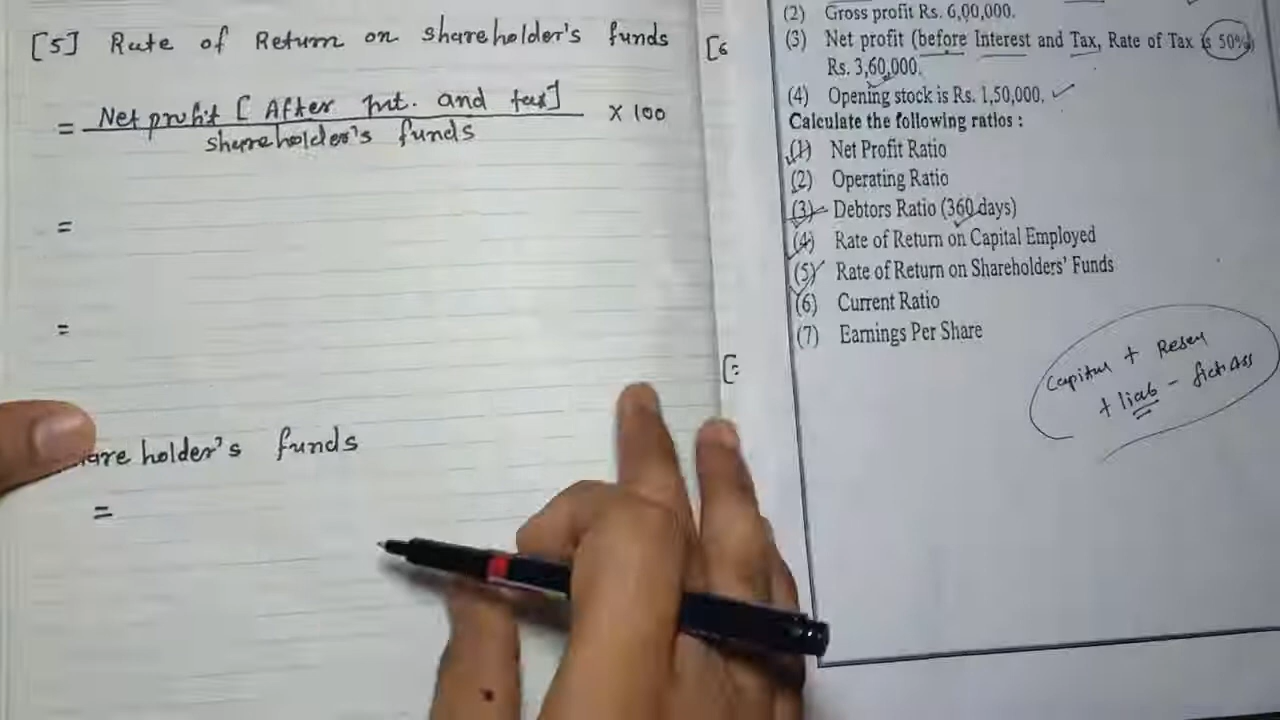 [5] Rate of Return on shareholder's funds
= Net profit [After Int. and tax] × 100
shareholder's funds
=
=
holder's funds
=
[6
[
(2) Gross profit Rs. 6,00,000.
(3) Net profit (before Interest and Tax, Rate of Tax is 50%)
Rs. 3,60,000.
(4) Opening stock is Rs. 1,50,000.
Calculate the following ratios :
(1) Net Profit Ratio
(2) Operating Ratio
(3) Debtors Ratio (360 days)
(4) Rate of Return on Capital Employed
(5) Rate of Return on Shareholders' Funds
(6) Current Ratio
(7) Earnings Per Share
Capital + Reser
+ liab - fictAss